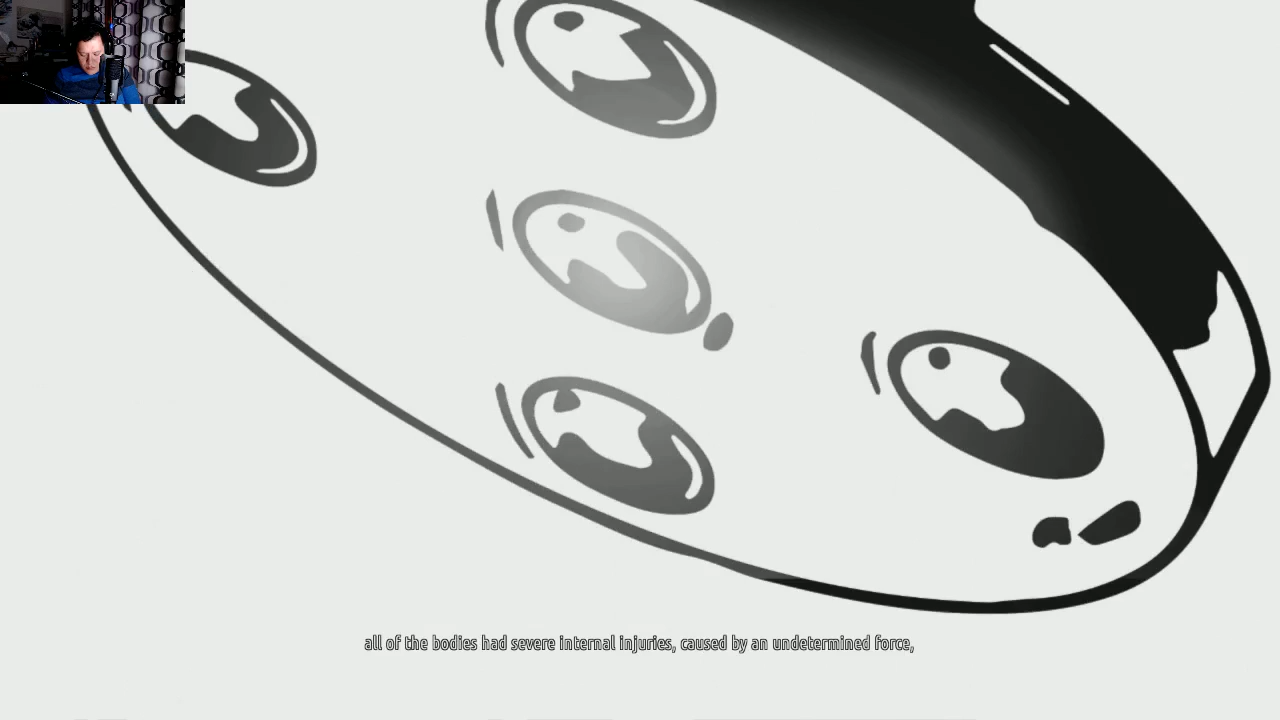 all of the bodies had severe internal injuries, caused by an undetermined force,